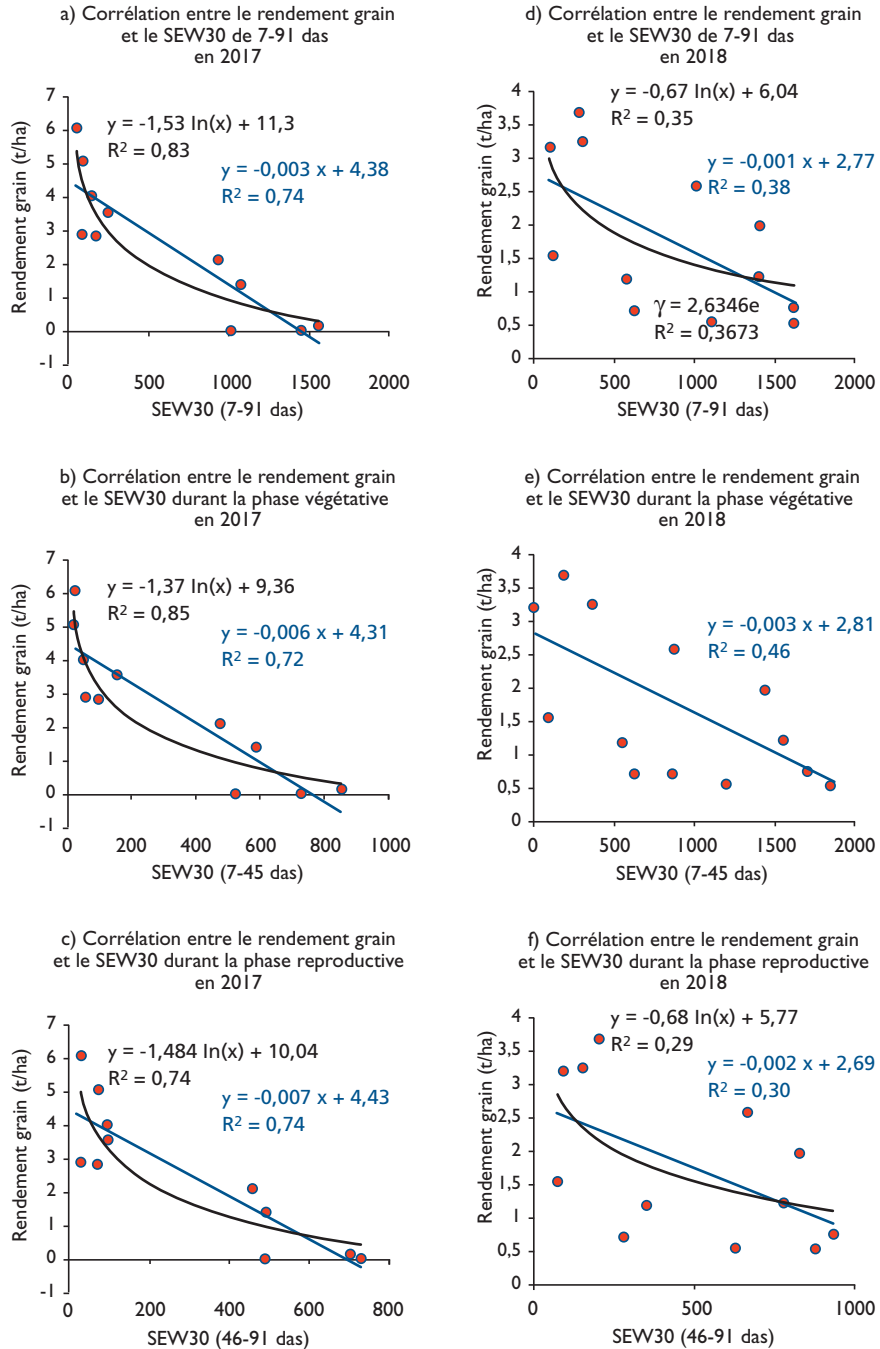 a) Corrélation entre le rendement grain
et le SEW30 de 7-91 das
en 2017
Rendement grain (t/ha)
7
6
5
4
3
2
1
0
-1
y = -1,53 ln(x) + 11,3
R² = 0,83
y = -0,003 x + 4,38
R² = 0,74
0 500 1000 1500 2000
SEW30 (7-91 das)
d) Corrélation entre le rendement grain
et le SEW30 de 7-91 das
en 2018
Rendement grain (t/ha)
4
3,5
3
2,5
2
1,5
1
0,5
0
y = -0,67 ln(x) + 6,04
R² = 0,35
y = -0,001 x + 2,77
R² = 0,38
γ = 2,6346e
R² = 0,3673
0 500 1000 1500 2000
SEW30 (7-91 das)
b) Corrélation entre le rendement grain
et le SEW30 durant la phase végétative
en 2017
Rendement grain (t/ha)
7
6
5
4
3
2
1
0
-1
y = -1,37 ln(x) + 9,36
R² = 0,85
y = -0,006 x + 4,31
R² = 0,72
0 200 400 600 800 1000
SEW30 (7-45 das)
e) Corrélation entre le rendement grain
et le SEW30 durant la phase végétative
en 2018
Rendement grain (t/ha)
4
3,5
3
2,5
2
1,5
1
0,5
0
y = -0,003 x + 2,81
R² = 0,46
0 500 1000 1500 2000
SEW30 (7-45 das)
c) Corrélation entre le rendement grain
et le SEW30 durant la phase reproductive
en 2017
Rendement grain (t/ha)
7
6
5
4
3
2
1
0
-1
y = -1,484 ln(x) + 10,04
R² = 0,74
y = -0,007 x + 4,43
R² = 0,74
0 200 400 600 800
SEW30 (46-91 das)
f) Corrélation entre le rendement grain
et le SEW30 durant la phase reproductive
en 2018
Rendement grain (t/ha)
4
3,5
3
2,5
2
1,5
1
0,5
0
y = -0,68 ln(x) + 5,77
R² = 0,29
y = -0,002 x + 2,69
R² = 0,30
0 500 1000
SEW30 (46-91 das)